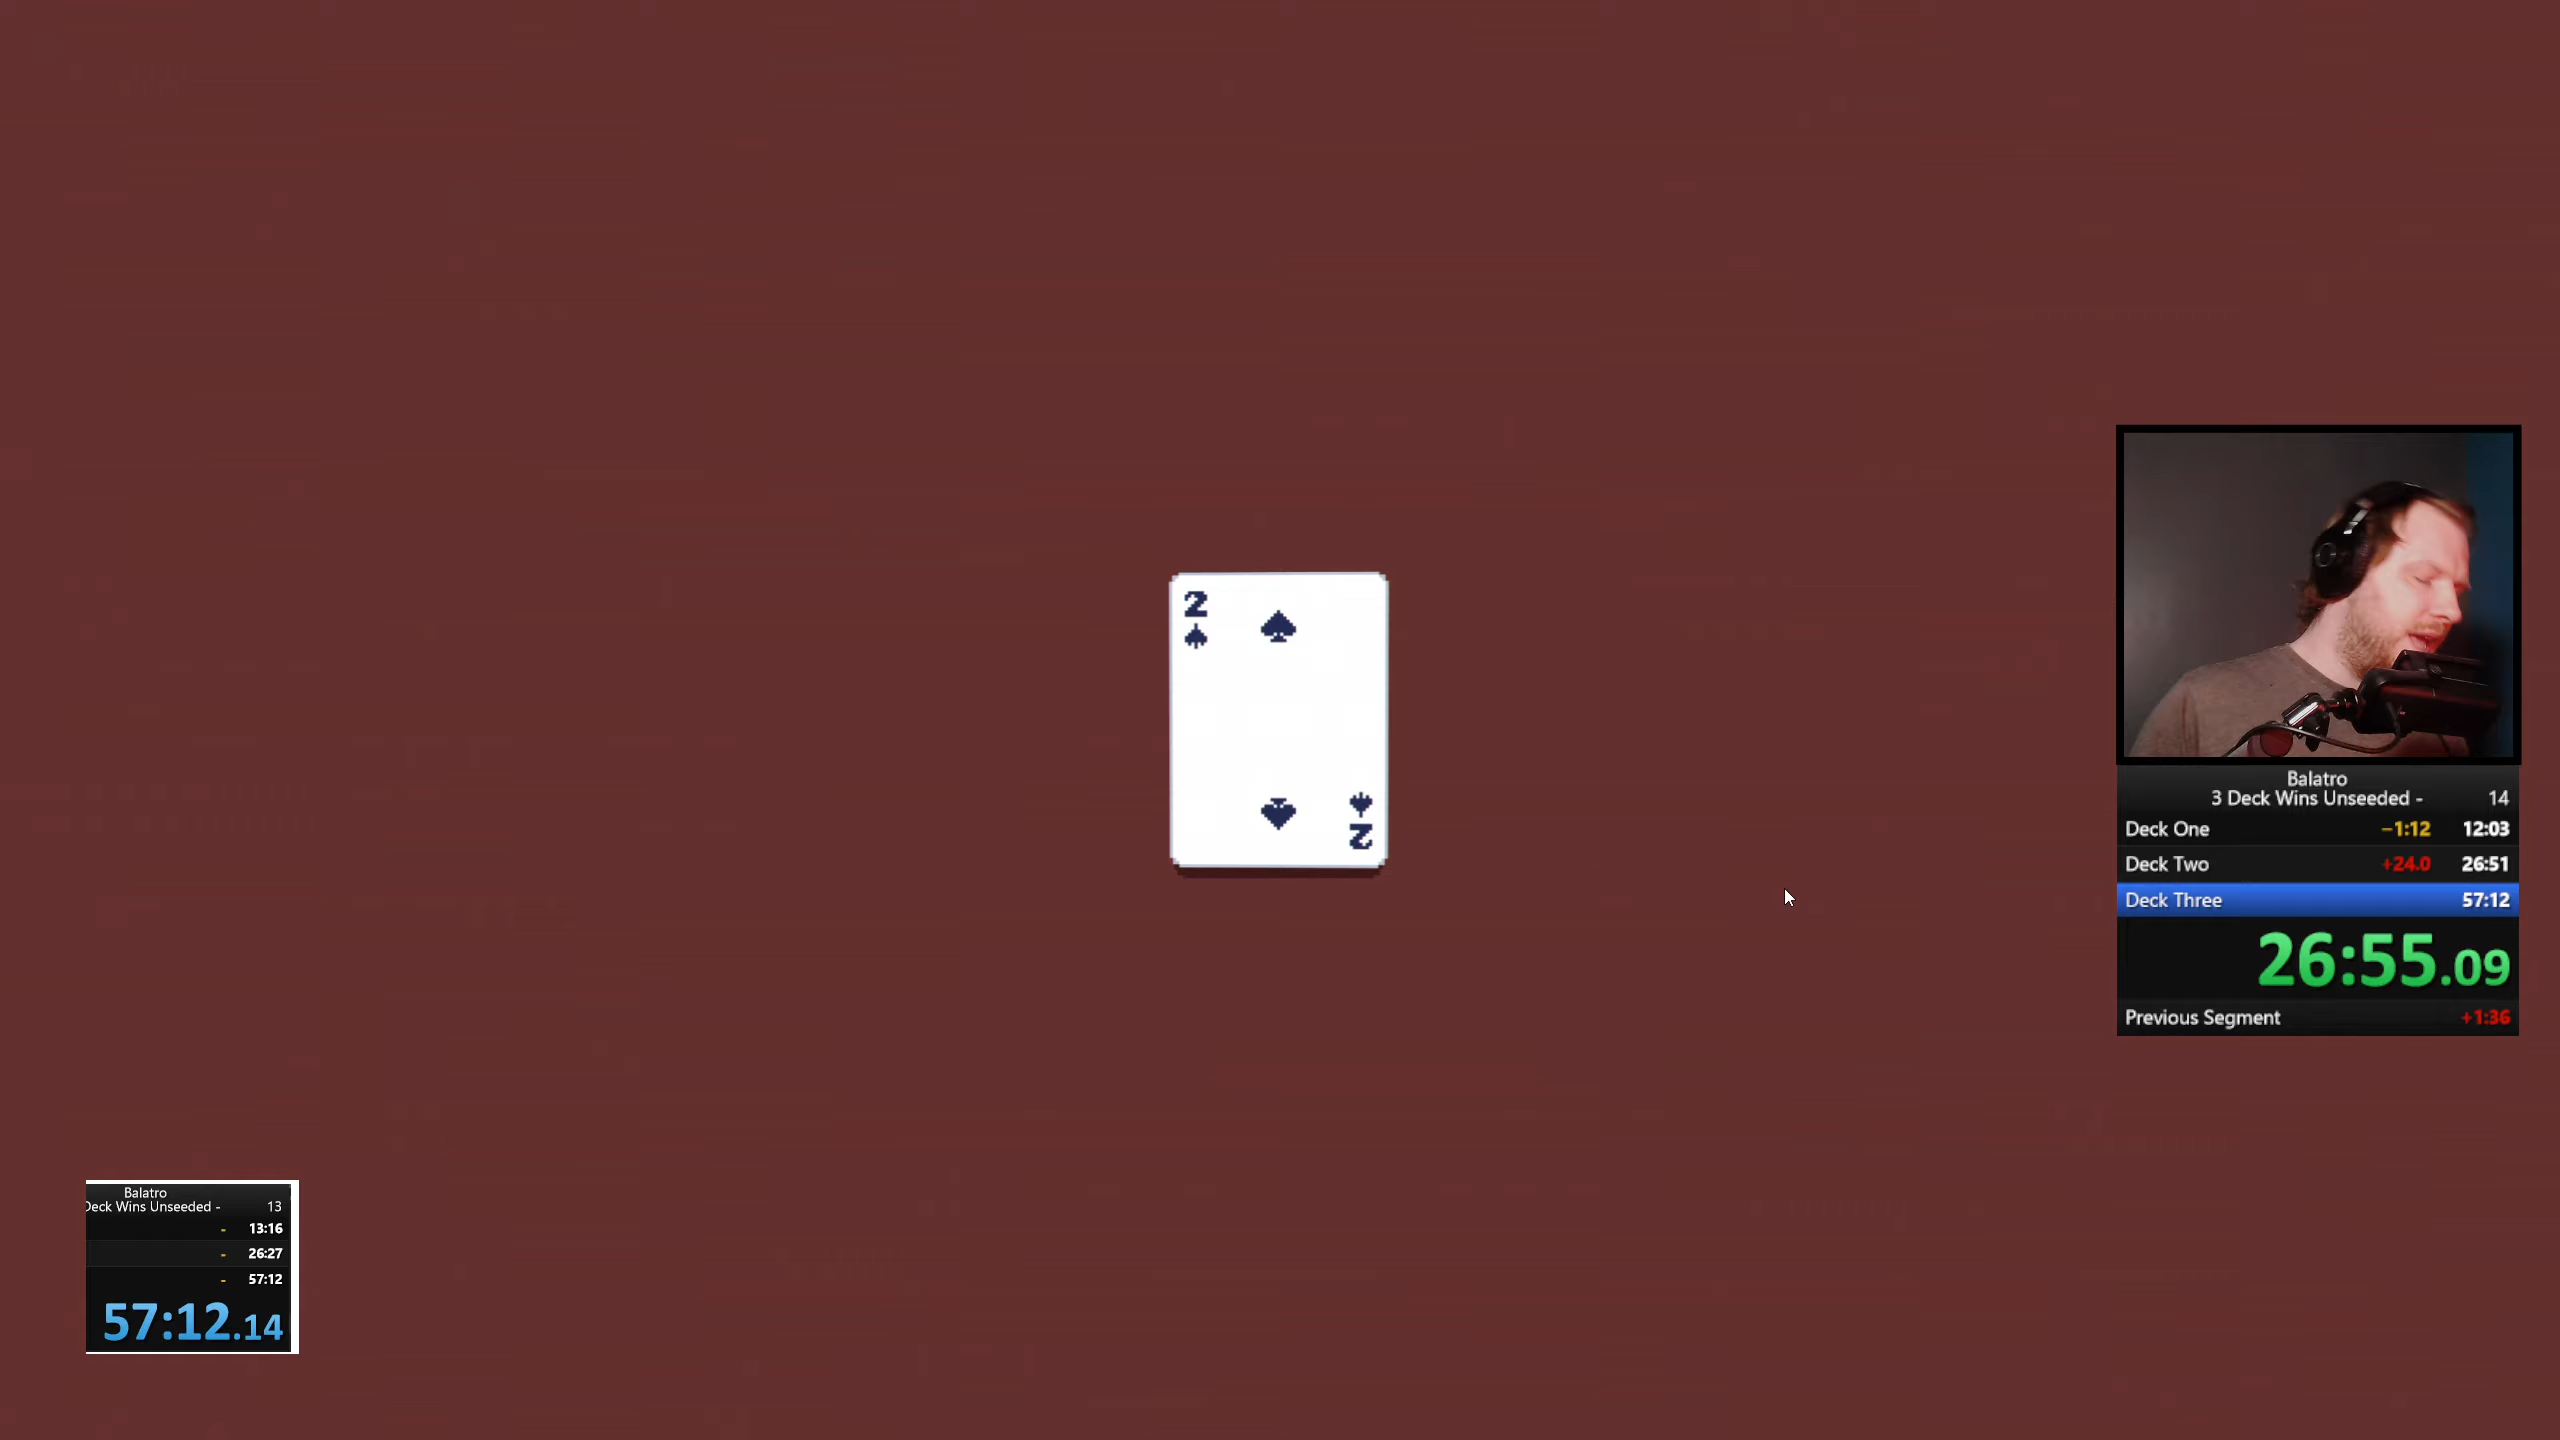 2
2
Balatro
3 Deck Wins Unseeded - 14
Deck One −1:12 12:03
Deck Two +24.0 26:51
Deck Three 57:12
26:55.09
Previous Segment +1:36
Balatro
Deck Wins Unseeded - 13
- 13:16
- 26:27
- 57:12
57:12.14